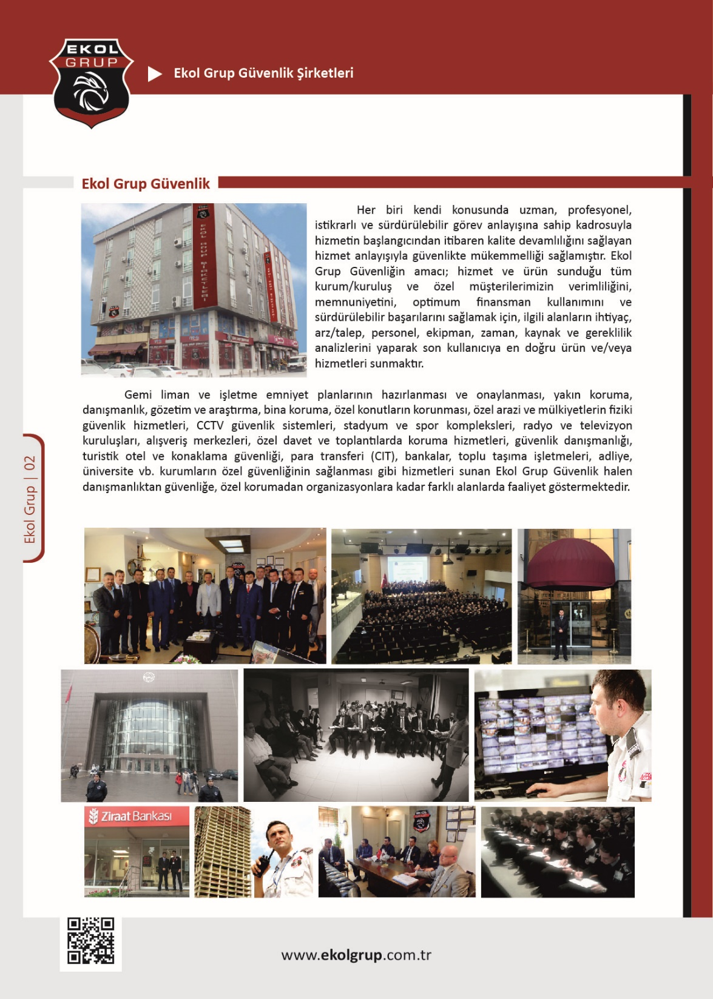 EKOL
GRUP
Ekol Grup Güvenlik Şirketleri
Ekol Grup Güvenlik
EKOL GRUP ŞİRKETLERİ
Her biri kendi konusunda uzman, profesyonel,
istikrarlı ve sürdürülebilir görev anlayışına sahip kadrosuyla
hizmetin başlangıcından itibaren kalite devamlılığını sağlayan
hizmet anlayışıyla güvenlikte mükemmelliği sağlamıştır. Ekol
Grup Güvenliğin amacı; hizmet ve ürün sunduğu tüm
kurum/kuruluş ve özel müşterilerimizin verimliliğini,
memnuniyetini, optimum finansman kullanımını ve
sürdürülebilir başarılarını sağlamak için, ilgili alanların ihtiyaç,
arz/talep, personel, ekipman, zaman, kaynak ve gereklilik
analizlerini yaparak son kullanıcıya en doğru ürün ve/veya
hizmetleri sunmaktır.
Gemi liman ve işletme emniyet planlarının hazırlanması ve onaylanması, yakın koruma,
danışmanlık, gözetim ve araştırma, bina koruma, özel konutların korunması, özel arazi ve mülkiyetlerin fiziki
güvenlik hizmetleri, CCTV güvenlik sistemleri, stadyum ve spor kompleksleri, radyo ve televizyon
kuruluşları, alışveriş merkezleri, özel davet ve toplantılarda koruma hizmetleri, güvenlik danışmanlığı,
turistik otel ve konaklama güvenliği, para transferi (CIT), bankalar, toplu taşıma işletmeleri, adliye,
üniversite vb. kurumların özel güvenliğinin sağlanması gibi hizmetleri sunan Ekol Grup Güvenlik halen
danışmanlıktan güvenliğe, özel korumadan organizasyonlara kadar farklı alanlarda faaliyet göstermektedir.
Ekol Grup | 02
Ziraat Bankası
EKOL
GRUP
www.ekolgrup.com.tr